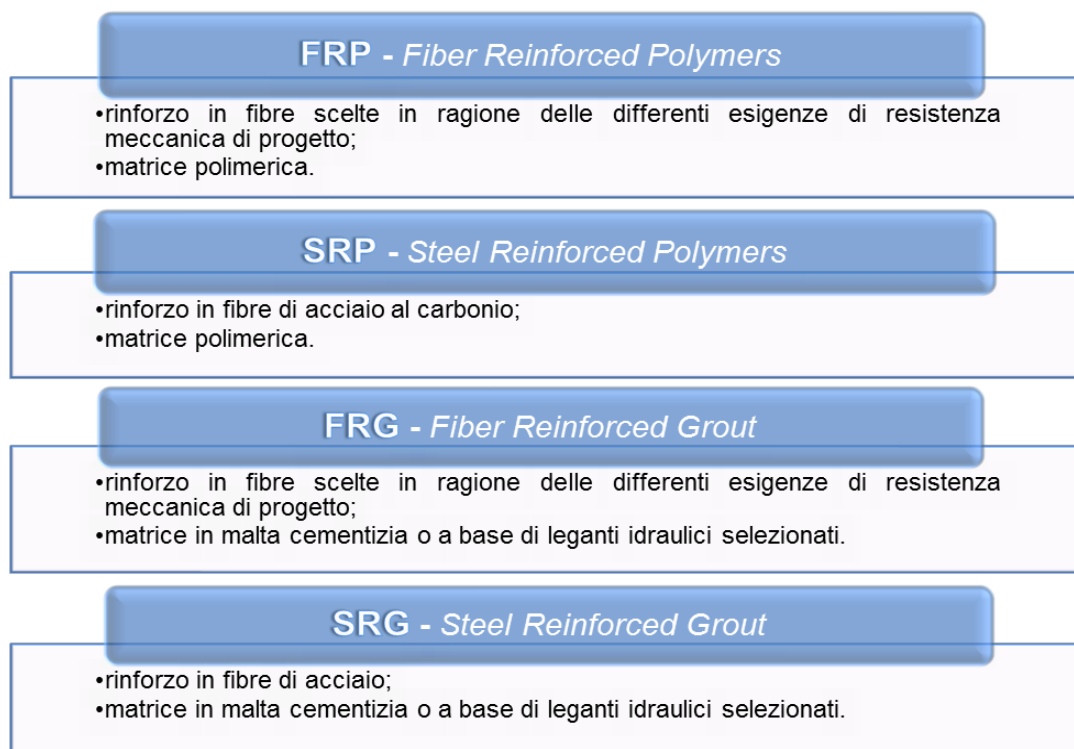 FRP - Fiber Reinforced Polymers
•rinforzo in fibre scelte in ragione delle differenti esigenze di resistenza
meccanica di progetto;
•matrice polimerica.
SRP - Steel Reinforced Polymers
•rinforzo in fibre di acciaio al carbonio;
•matrice polimerica.
FRG - Fiber Reinforced Grout
•rinforzo in fibre scelte in ragione delle differenti esigenze di resistenza
meccanica di progetto;
•matrice in malta cementizia o a base di leganti idraulici selezionati.
SRG - Steel Reinforced Grout
•rinforzo in fibre di acciaio;
•matrice in malta cementizia o a base di leganti idraulici selezionati.